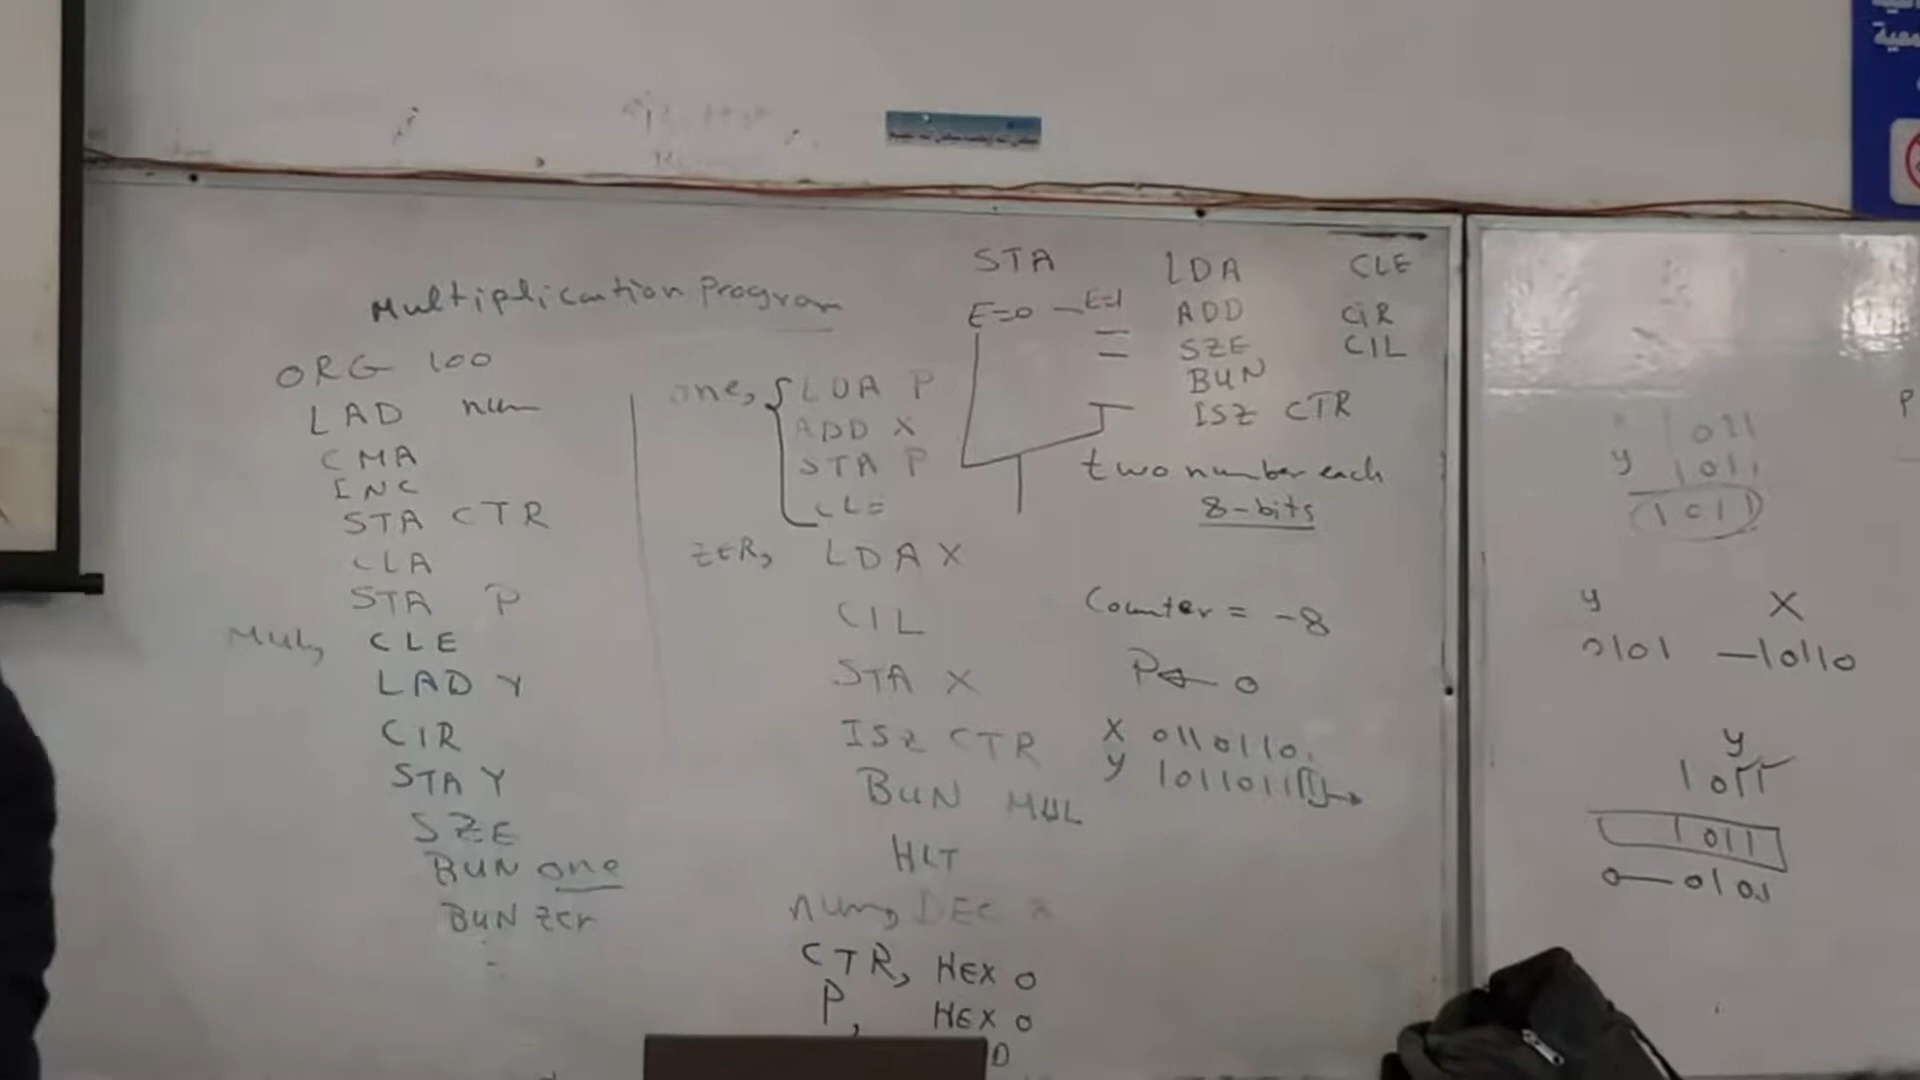 Multiplication Program
ORG 100
LAD num
CMA
INC
STA CTR
CLA
STA P
Mul, CLE
LAD Y
CIR
STA Y
SZE
BUN one
BUN zer
one, { LDA P
ADD X
STA P
CLE
ZER, LDA X
CIL
STA X
ISZ CTR
BUN MUL
HLT
num, DEC
CTR, HEX 0
P, HEX 0
STA LDA CLE
E=0 E=1 ADD CIR
SZE CIL
BUN
ISZ CTR
two number each
8-bits
Counter = -8
P← 0
X 0110110
y 1011011
1011
y 1011
1011
y X
0101 10110
y
1011
1011
0 0101
P